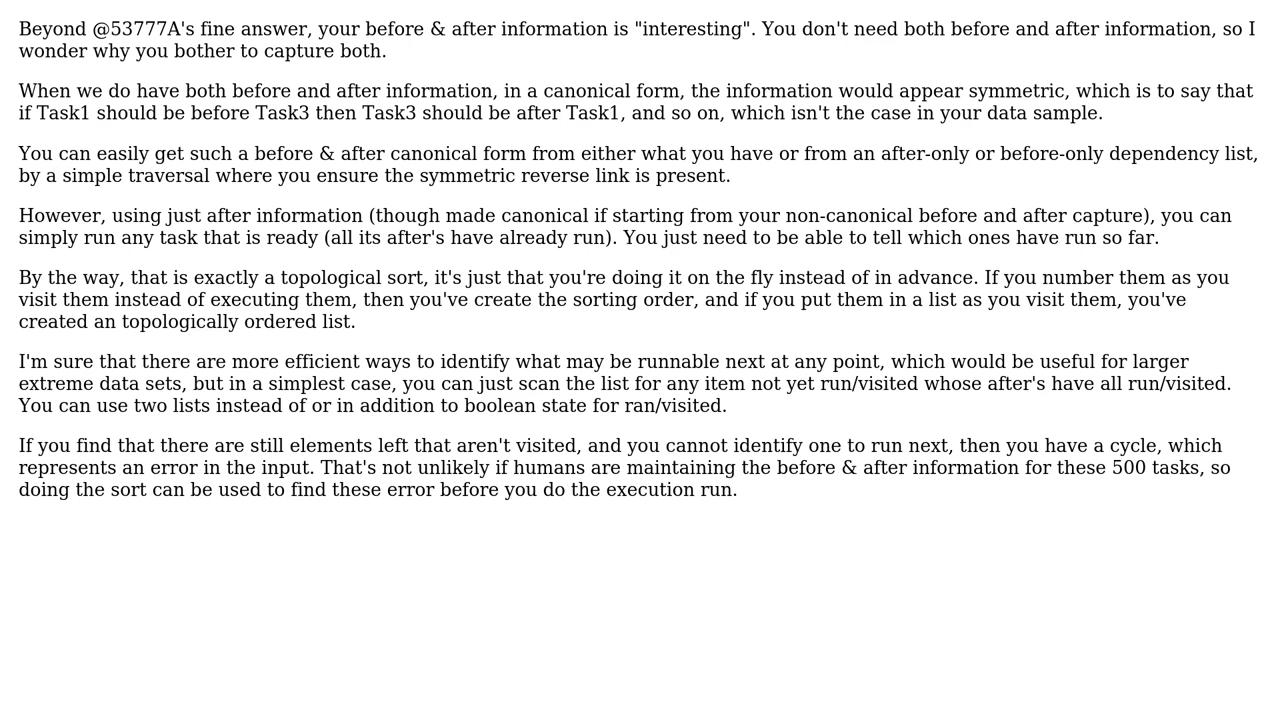 Beyond @53777A's fine answer, your before & after information is "interesting". You don't need both before and after information, so I
wonder why you bother to capture both.
When we do have both before and after information, in a canonical form, the information would appear symmetric, which is to say that
if Task1 should be before Task3 then Task3 should be after Task1, and so on, which isn't the case in your data sample.
You can easily get such a before & after canonical form from either what you have or from an after-only or before-only dependency list,
by a simple traversal where you ensure the symmetric reverse link is present.
However, using just after information (though made canonical if starting from your non-canonical before and after capture), you can
simply run any task that is ready (all its after's have already run). You just need to be able to tell which ones have run so far.
By the way, that is exactly a topological sort, it's just that you're doing it on the fly instead of in advance. If you number them as you
visit them instead of executing them, then you've create the sorting order, and if you put them in a list as you visit them, you've
created an topologically ordered list.
I'm sure that there are more efficient ways to identify what may be runnable next at any point, which would be useful for larger
extreme data sets, but in a simplest case, you can just scan the list for any item not yet run/visited whose after's have all run/visited.
You can use two lists instead of or in addition to boolean state for ran/visited.
If you find that there are still elements left that aren't visited, and you cannot identify one to run next, then you have a cycle, which
represents an error in the input. That's not unlikely if humans are maintaining the before & after information for these 500 tasks, so
doing the sort can be used to find these error before you do the execution run.